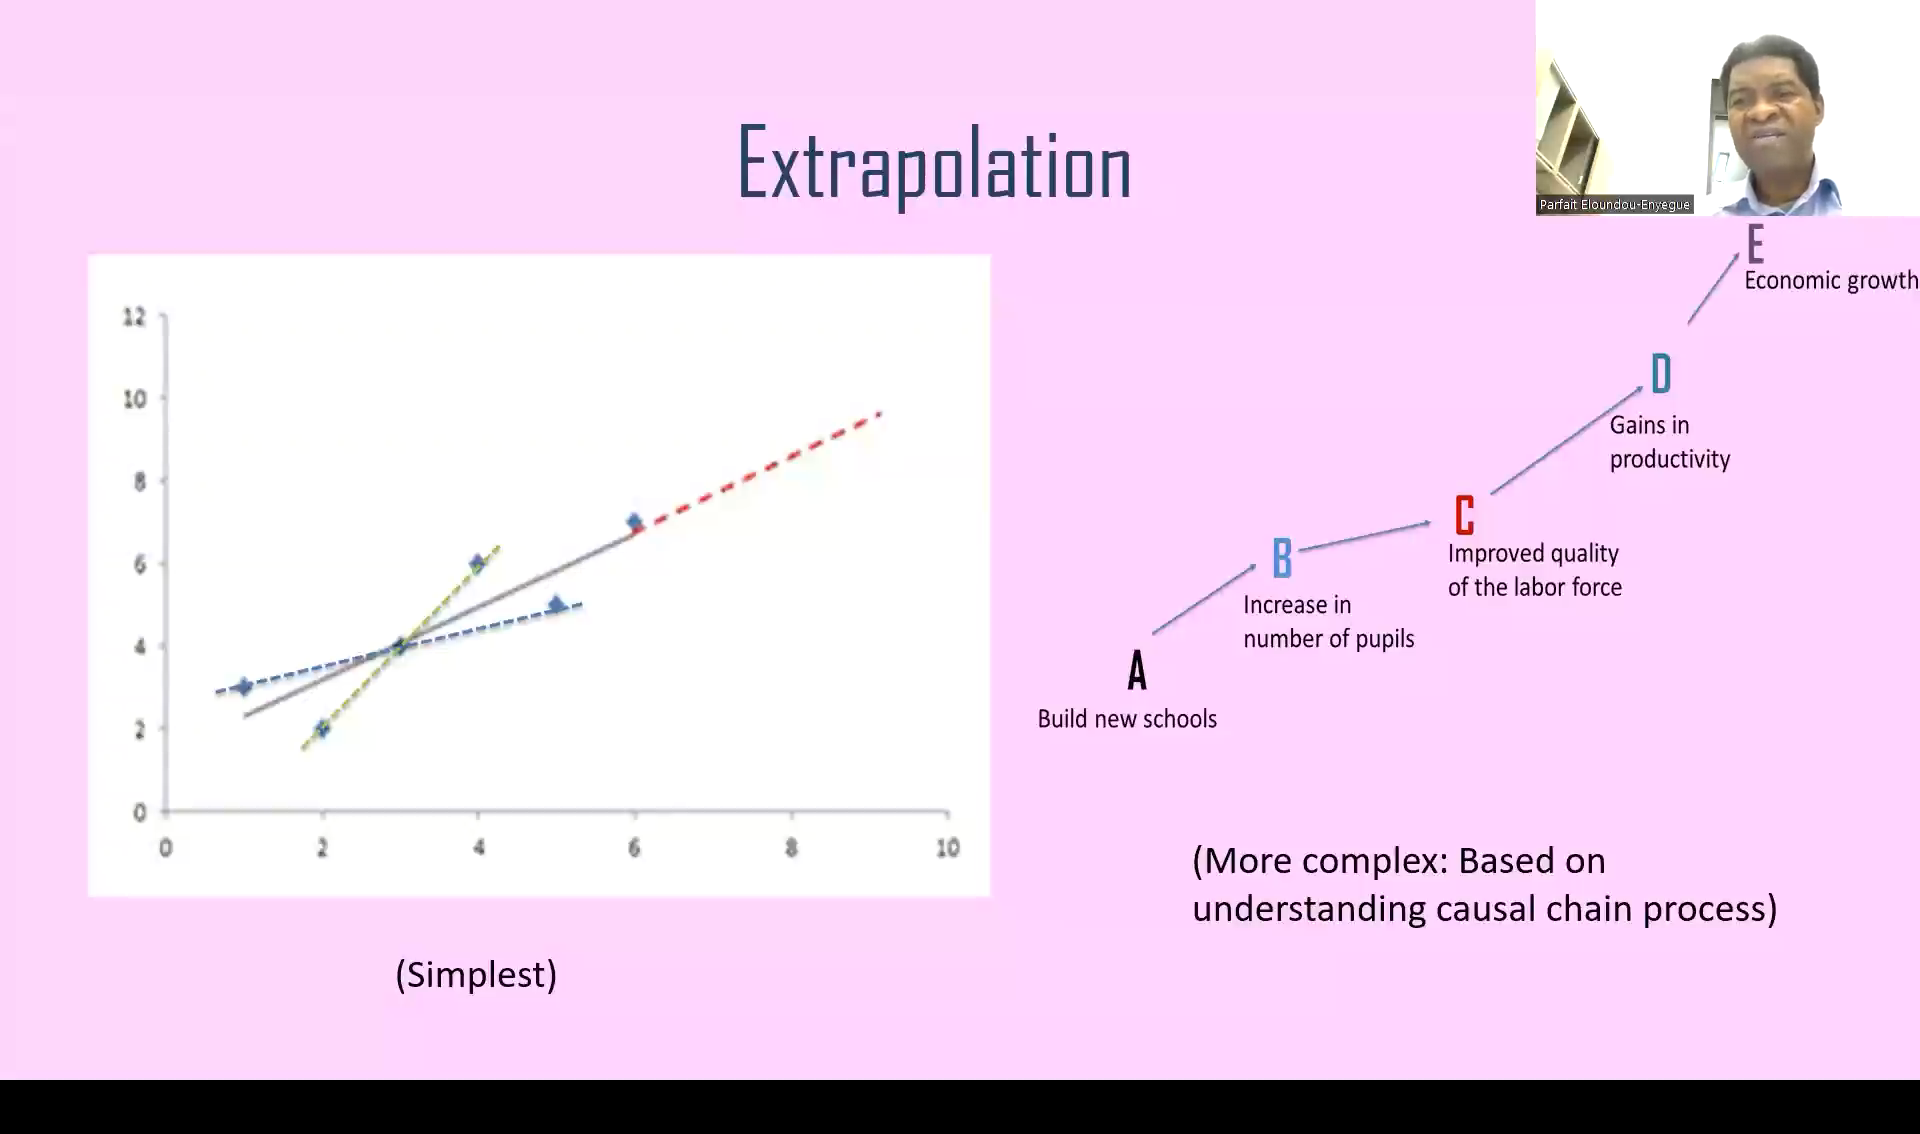 Extrapolation
Parfait Eloundou-Enyegue
12
10
8
6
4
2
0
0 2 4 6 8 10
(Simplest)
E
Economic growth
D
Gains in
productivity
C
Improved quality
of the labor force
B
Increase in
number of pupils
A
Build new schools
(More complex: Based on
understanding causal chain process)